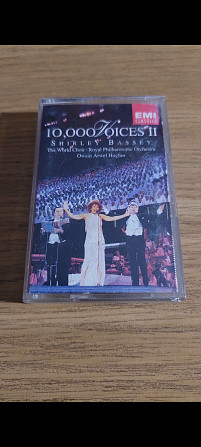 EMI
CLASSICS
10,000 VOICES II
SHIRLEY BASSEY
The World Choir · Royal Philharmonic Orchestra
Owain Arwel Hughes